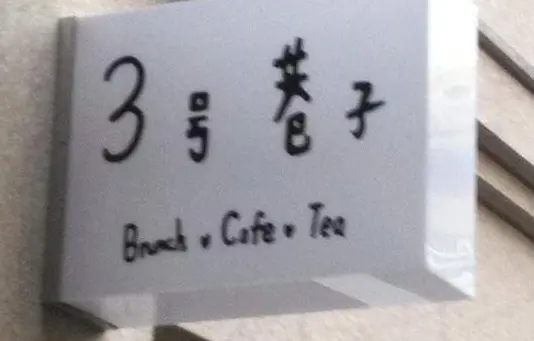 3号巷子
Brunch • Cafe • Tea